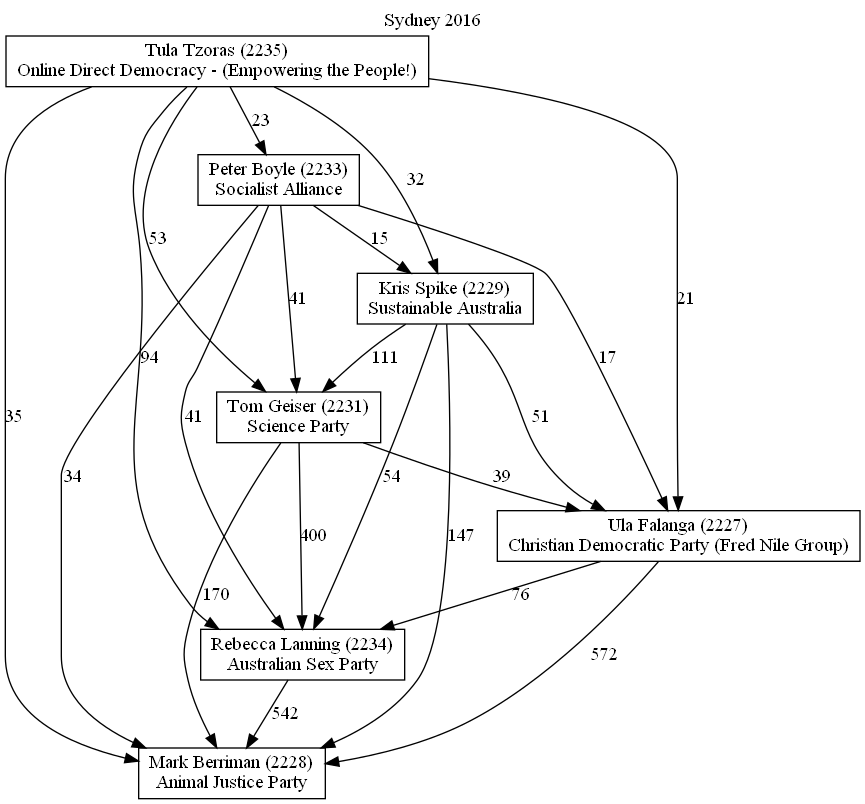 Sydney 2016
Tula Tzoras (2235)
Online Direct Democracy - (Empowering the People!)
23
Peter Boyle (2233)
Socialist Alliance
32
53
15
Kris Spike (2229)
Sustainable Australia
41
21
94
111
17
Tom Geiser (2231)
Science Party
35
41
51
34
54
39
Ula Falanga (2227)
Christian Democratic Party (Fred Nile Group)
400
147
170
76
Rebecca Lanning (2234)
Australian Sex Party
572
542
Mark Berriman (2228)
Animal Justice Party